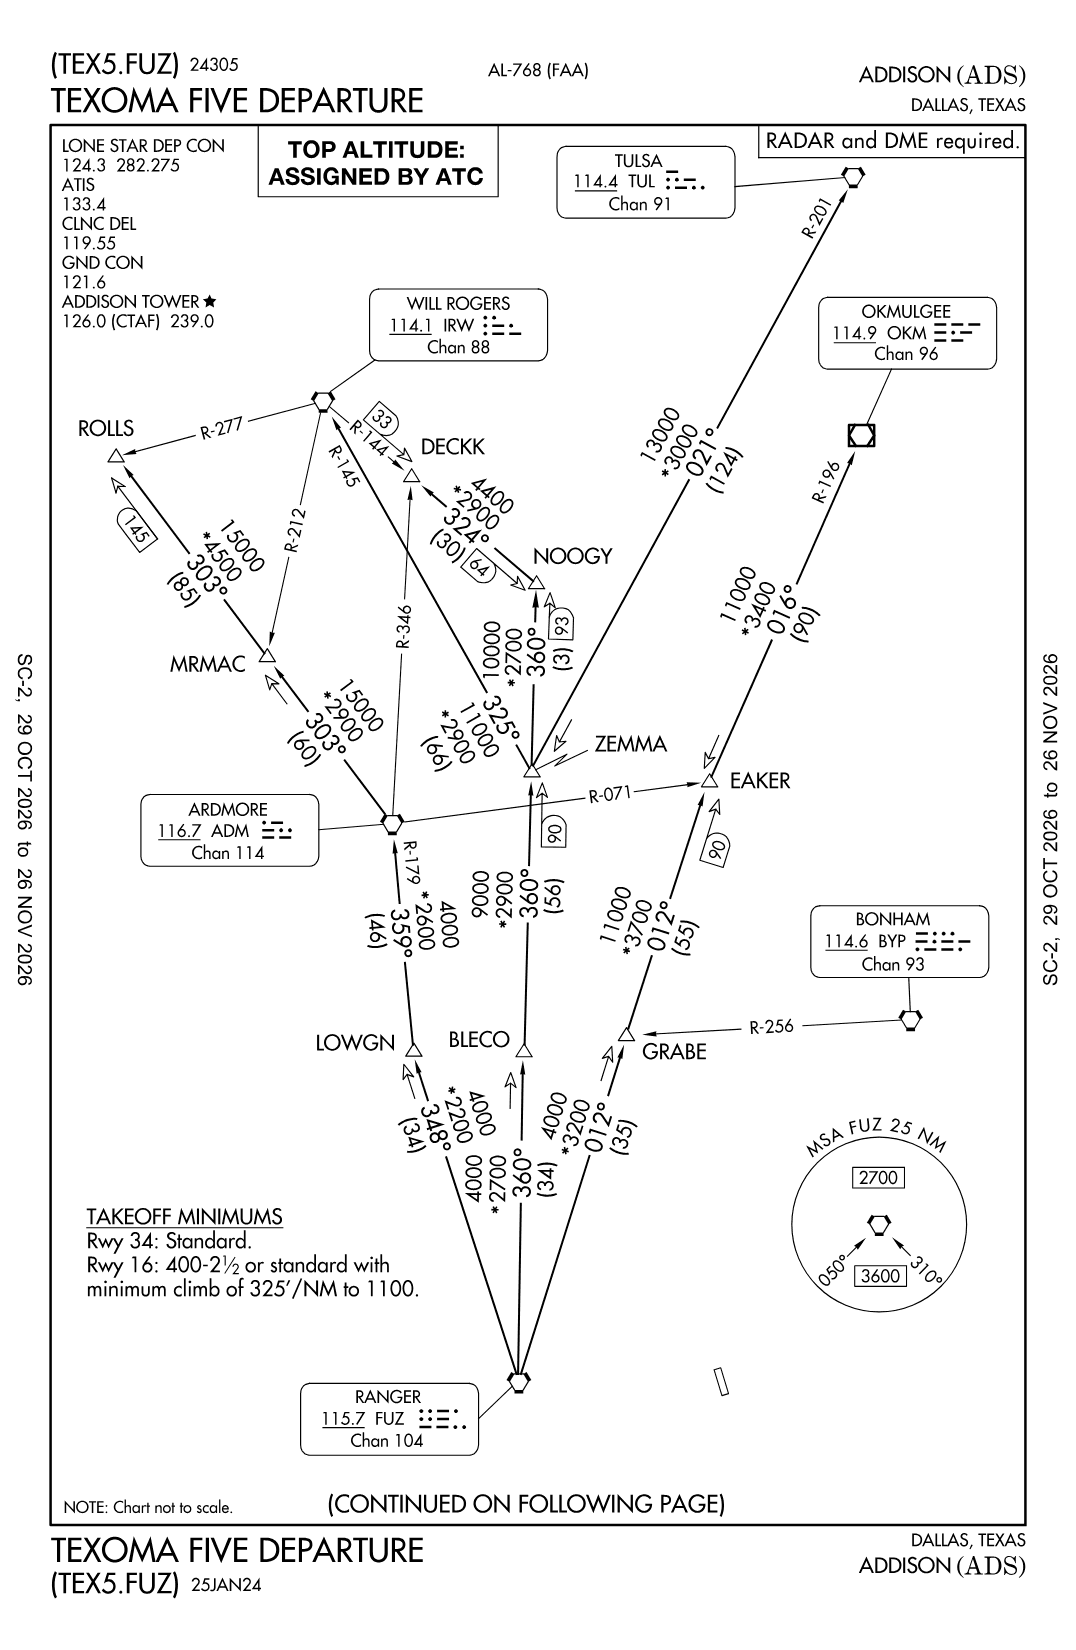 (TEX5.FUZ) 24305
AL-768 (FAA)
ADDISON (ADS)
TEXOMA FIVE DEPARTURE
DALLAS, TEXAS
LONE STAR DEP CON
124.3 282.275
ATIS
133.4
CLNC DEL
119.55
GND CON
121.6
ADDISON TOWER ★
126.0 (CTAF) 239.0
TOP ALTITUDE:
ASSIGNED BY ATC
RADAR and DME required.
TULSA
114.4 TUL
Chan 91
R-201
WILL ROGERS
114.1 IRW
Chan 88
OKMULGEE
114.9 OKM
Chan 96
R-196
ROLLS
R-277
33
R-144
DECKK
R-145
13000
*3000
021°
(124)
145
15000
*4500
303°
(85)
R-212
4400
*2900
324°
(30)
64
NOOGY
93
11000
*3400
016°
(90)
R-346
10000
*2700
360°
(3)
MRMAC
15000
*2900
303°
(60)
325°
11000
*2900
(66)
ZEMMA
EAKER
R-071
ARDMORE
116.7 ADM
Chan 114
R-179
90
90
4000
*2600
359°
(46)
9000
*2900
360°
(56)
11000
*3700
012°
(55)
BONHAM
114.6 BYP
Chan 93
R-256
LOWGN
BLECO
GRABE
4000
*2200
348°
(34)
4000
*2700
360°
(34)
4000
*3200
012°
(35)
MSA FUZ 25 NM
2700
050°
310°
3600
TAKEOFF MINIMUMS
Rwy 34: Standard.
Rwy 16: 400-2½ or standard with
minimum climb of 325'/NM to 1100.
RANGER
115.7 FUZ
Chan 104
NOTE: Chart not to scale.
(CONTINUED ON FOLLOWING PAGE)
TEXOMA FIVE DEPARTURE
DALLAS, TEXAS
(TEX5.FUZ) 25JAN24
ADDISON (ADS)
SC-2, 29 OCT 2026 to 26 NOV 2026
SC-2, 29 OCT 2026 to 26 NOV 2026